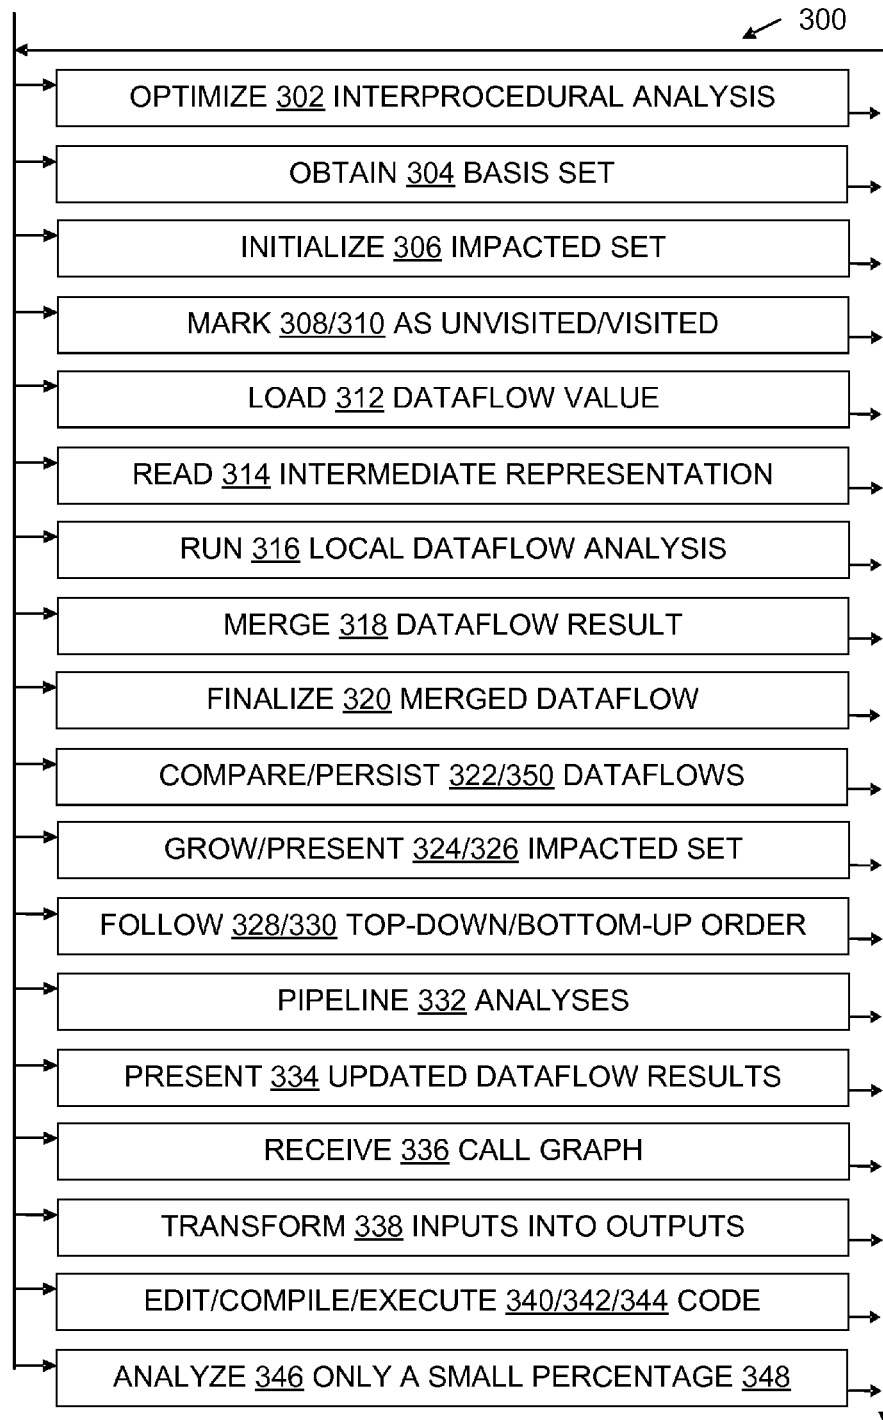 300
OPTIMIZE 302 INTERPROCEDURAL ANALYSIS
OBTAIN 304 BASIS SET
INITIALIZE 306 IMPACTED SET
MARK 308/310 AS UNVISITED/VISITED
LOAD 312 DATAFLOW VALUE
READ 314 INTERMEDIATE REPRESENTATION
RUN 316 LOCAL DATAFLOW ANALYSIS
MERGE 318 DATAFLOW RESULT
FINALIZE 320 MERGED DATAFLOW
COMPARE/PERSIST 322/350 DATAFLOWS
GROW/PRESENT 324/326 IMPACTED SET
FOLLOW 328/330 TOP-DOWN/BOTTOM-UP ORDER
PIPELINE 332 ANALYSES
PRESENT 334 UPDATED DATAFLOW RESULTS
RECEIVE 336 CALL GRAPH
TRANSFORM 338 INPUTS INTO OUTPUTS
EDIT/COMPILE/EXECUTE 340/342/344 CODE
ANALYZE 346 ONLY A SMALL PERCENTAGE 348